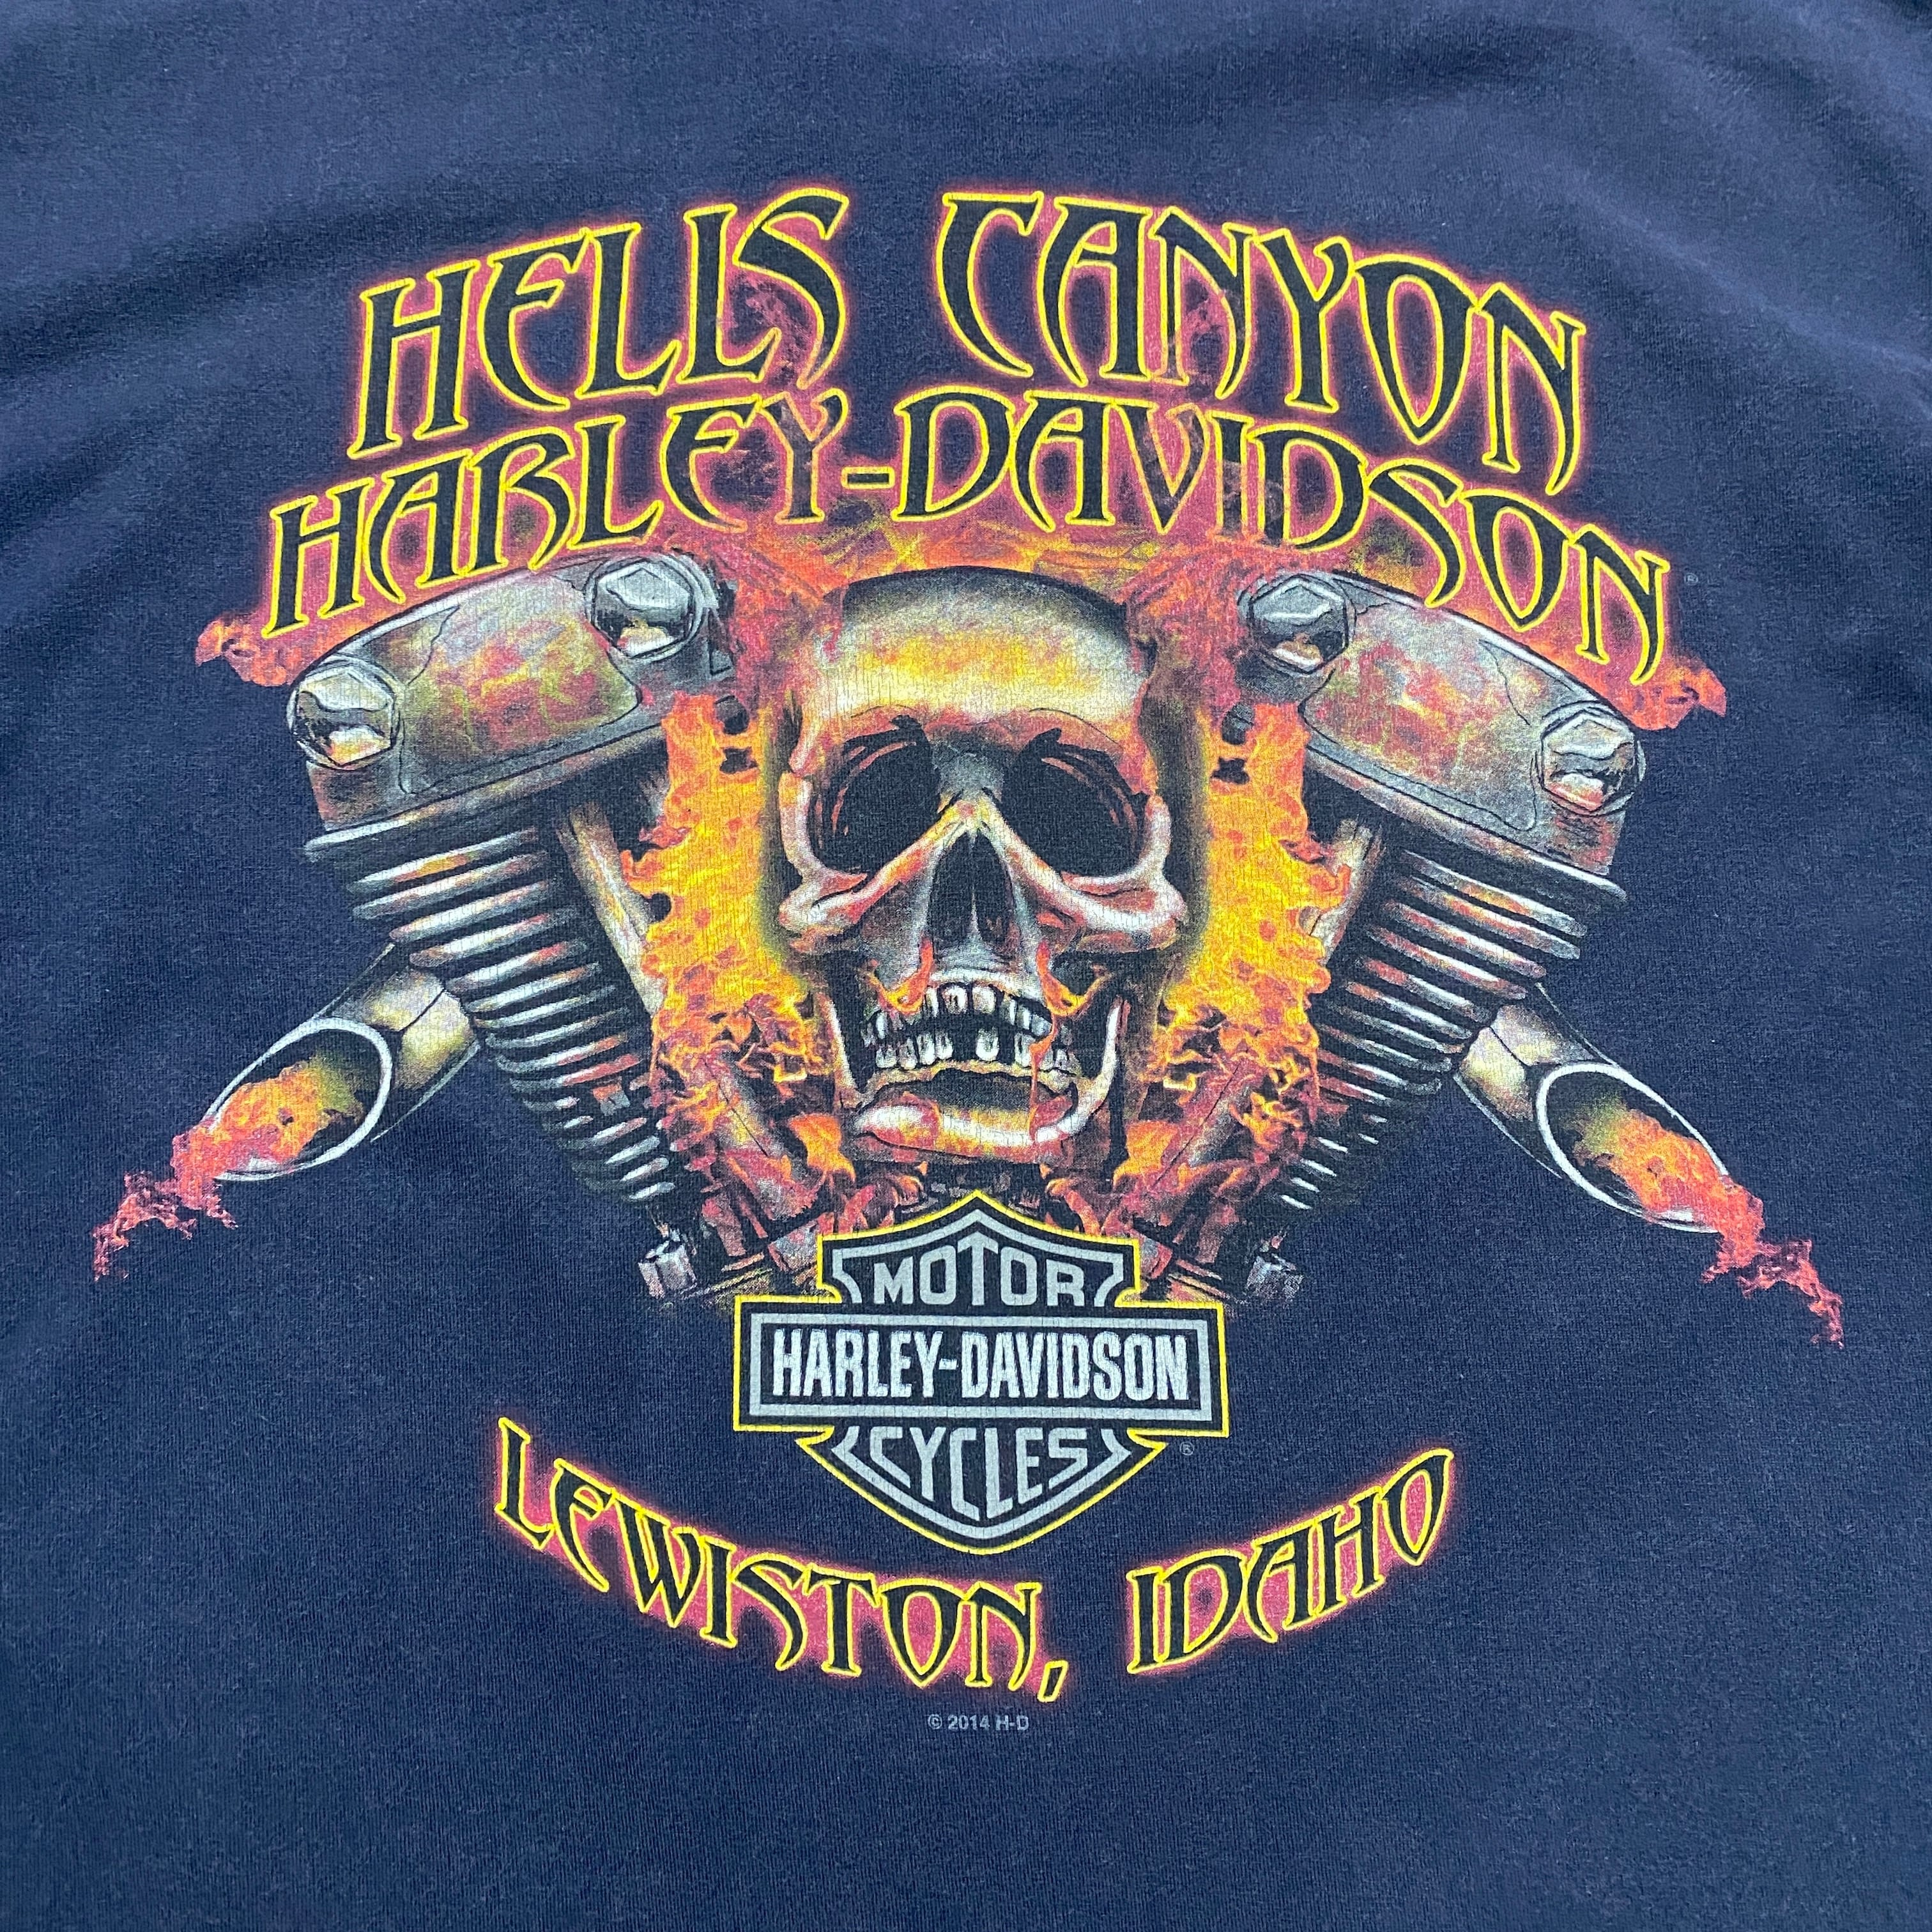 HELLS CANYON
HARLEY-DAVIDSON
®
MOTOR
HARLEY-DAVIDSON
CYCLES
®
LEWISTON, IDAHO
© 2014 H-D